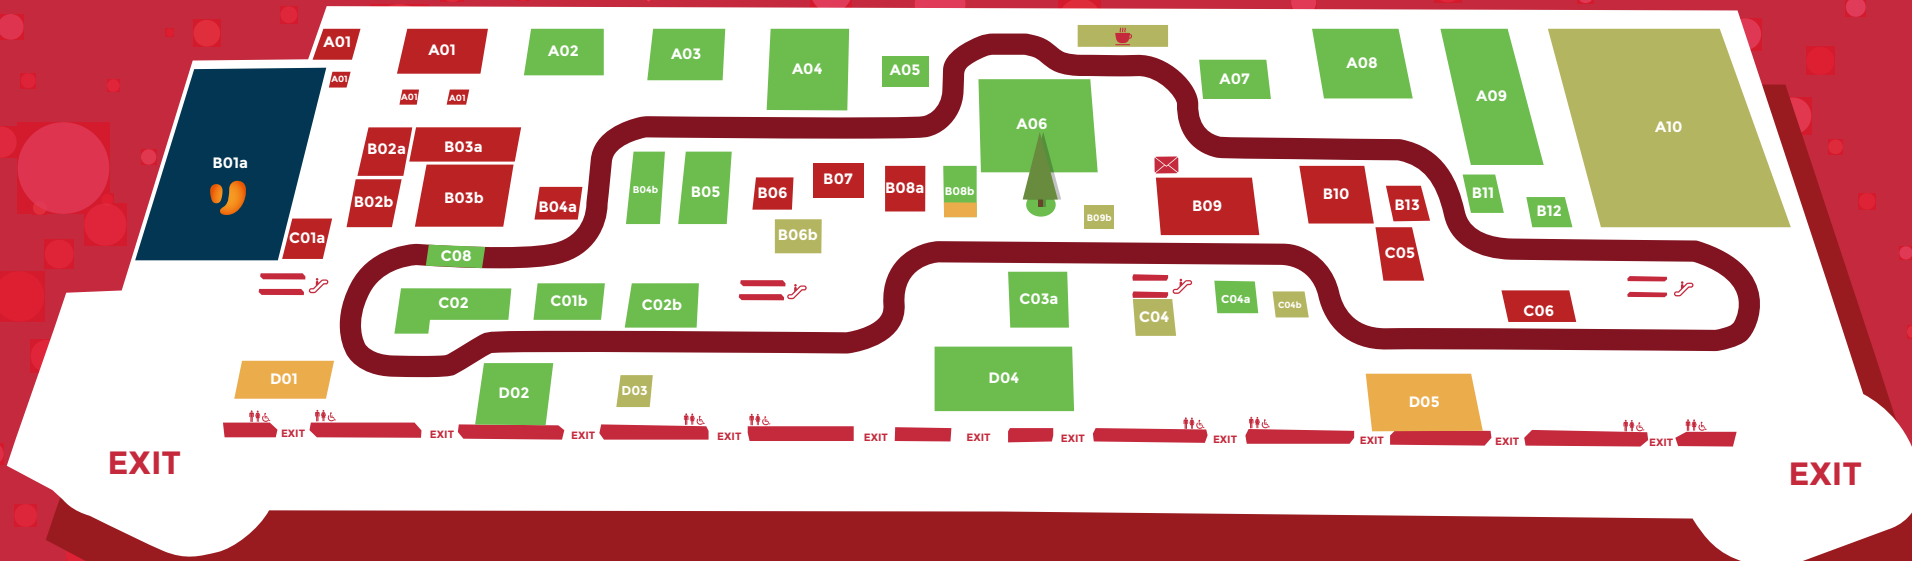 A01
A01
A02
A03
A04
A05
A07
A08
A09
A10
A01
A01
A01
A06
B01a
B02a
B03a
B02b
B03b
B04a
B04b
B05
B06
B07
B08a
B08b
B06b
B09b
B09
B10
B13
B11
B12
C01a
C08
C05
C02
C01b
C02b
C03a
C04
C04a
C04b
C06
D01
D02
D03
D04
D05
EXIT
EXIT
EXIT
EXIT
EXIT
EXIT
EXIT
EXIT
EXIT
EXIT
EXIT
EXIT
EXIT